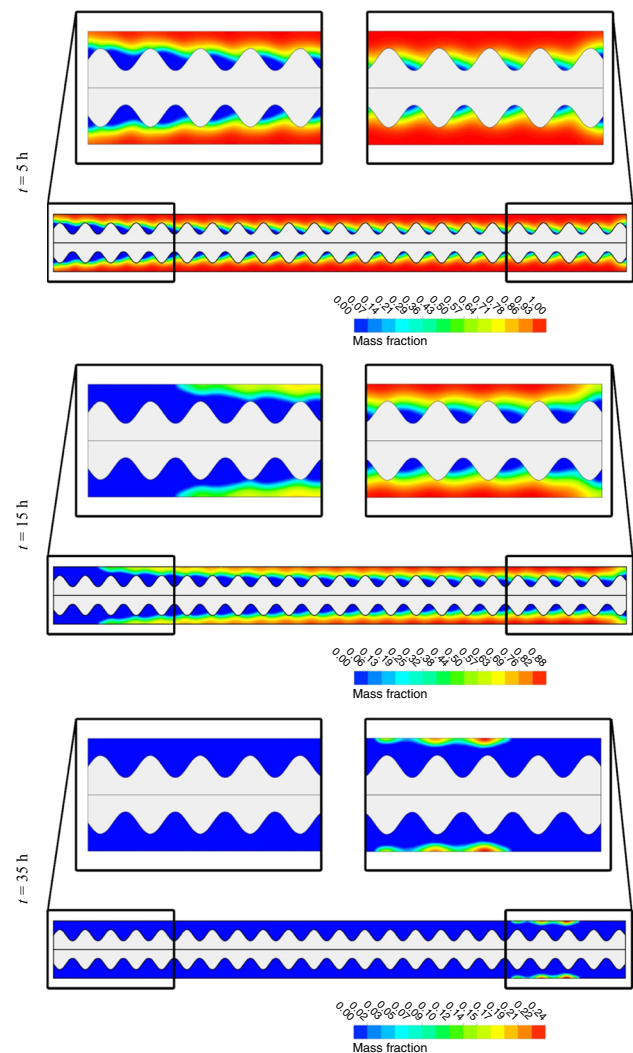 t = 5 h
0.00 0.07 0.14 0.21 0.29 0.36 0.43 0.50 0.57 0.64 0.71 0.78 0.86 0.93 1.00
Mass fraction
t = 15 h
0.00 0.06 0.13 0.19 0.25 0.32 0.38 0.44 0.50 0.57 0.63 0.69 0.76 0.82 0.88
Mass fraction
t = 35 h
0.00 0.02 0.03 0.05 0.07 0.09 0.10 0.12 0.14 0.15 0.17 0.19 0.21 0.22 0.24
Mass fraction